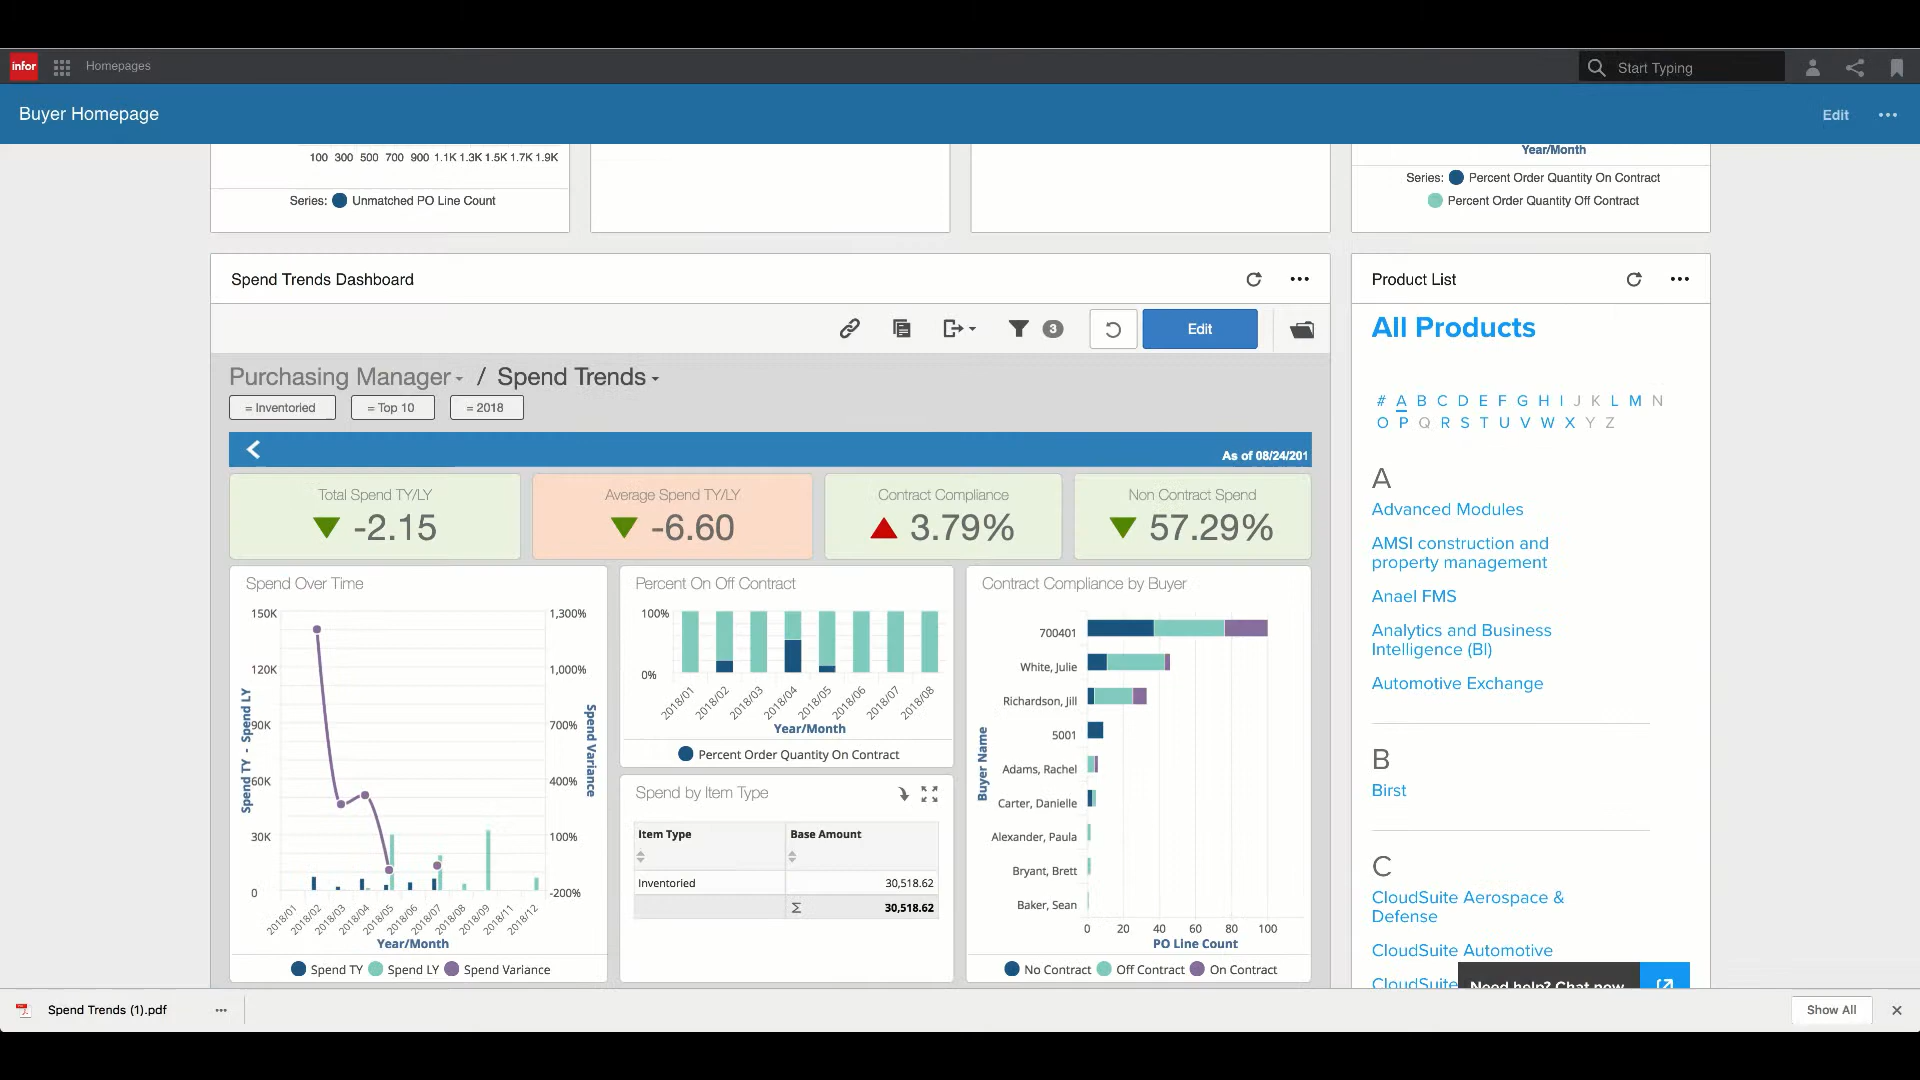 infor
Homepages
Start Typing
Buyer Homepage
Edit
100 300 500 700 900 1.1K 1.3K 1.5K 1.7K 1.9K
Series: Unmatched PO Line Count
Year/Month
Series: Percent Order Quantity On Contract
Percent Order Quantity Off Contract
Spend Trends Dashboard
3
Edit
Purchasing Manager / Spend Trends
= Inventoried
= Top 10
= 2018
As of 08/24/201
Total Spend TY/LY
-2.15
Average Spend TY/LY
-6.60
Contract Compliance
3.79%
Non Contract Spend
57.29%
Spend Over Time
150K
120K
90K
60K
30K
0
Spend TY - Spend LY
1,300%
1,000%
700%
400%
100%
-200%
Spend Variance
2018/01 2018/02 2018/03 2018/04 2018/05 2018/06 2018/07 2018/08 2018/09 2018/11 2018/12
Year/Month
Spend TY Spend LY Spend Variance
Percent On Off Contract
100%
0%
2018/01 2018/02 2018/03 2018/04 2018/05 2018/06 2018/07 2018/08
Year/Month
Percent Order Quantity On Contract
Spend by Item Type
Item Type Base Amount
Inventoried 30,518.62
Σ 30,518.62
Contract Compliance by Buyer
Buyer Name
700401
White, Julie
Richardson, Jill
5001
Adams, Rachel
Carter, Danielle
Alexander, Paula
Bryant, Brett
Baker, Sean
0 20 40 60 80 100
PO Line Count
No Contract Off Contract On Contract
Product List
All Products
# A B C D E F G H I J K L M N
O P Q R S T U V W X Y Z
A
Advanced Modules
AMSI construction and
property management
Anael FMS
Analytics and Business
Intelligence (BI)
Automotive Exchange
B
Birst
C
CloudSuite Aerospace &
Defense
CloudSuite Automotive
CloudSuite
Need help? Chat now
Spend Trends (1).pdf
Show All